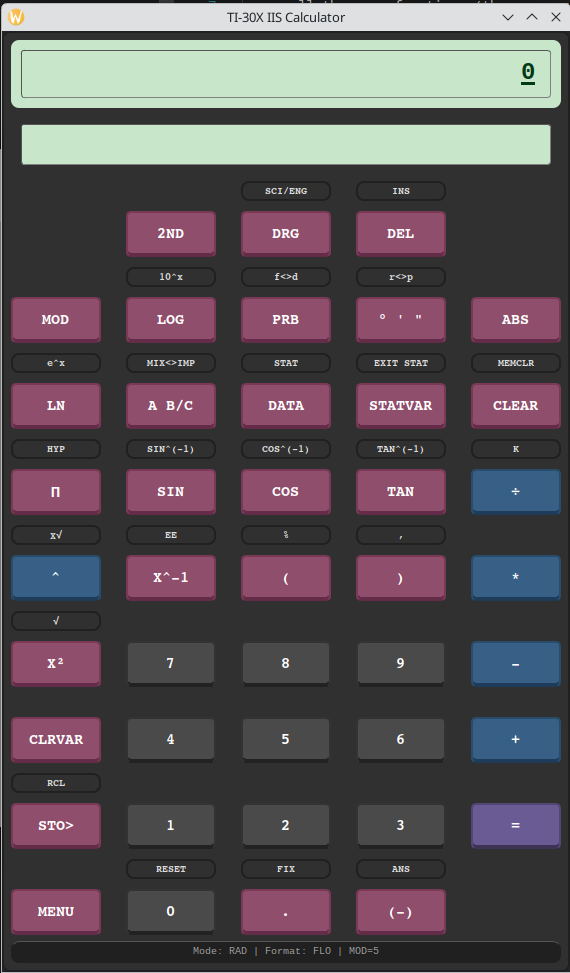 TI-30X IIS Calculator
0
SCI/ENG INS
2ND DRG DEL
10^x f<>d r<>p
MOD LOG PRB ° ' " ABS
e^x MIX<>IMP STAT EXIT STAT MEMCLR
LN A B/C DATA STATVAR CLEAR
HYP SIN^(-1) COS^(-1) TAN^(-1) K
Π SIN COS TAN ÷
x√ EE % ,
^ X^-1 ( ) *
√
X² 7 8 9 -
CLRVAR 4 5 6 +
RCL
STO> 1 2 3 =
RESET FIX ANS
MENU 0 . (-)
Mode: RAD | Format: FLO | MOD=5